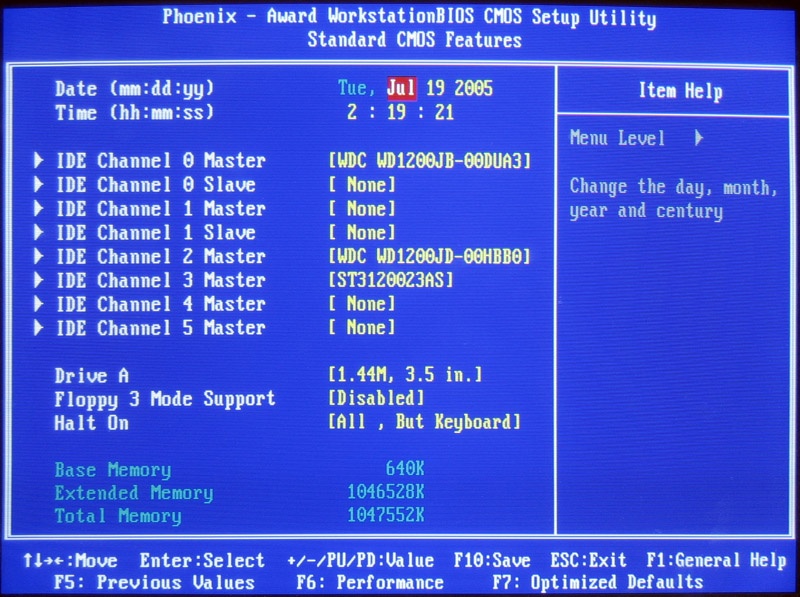 Phoenix - Award WorkstationBIOS CMOS Setup Utility
Standard CMOS Features
Date (mm:dd:yy) Tue, Jul 19 2005
Time (hh:mm:ss) 2 : 19 : 21
IDE Channel 0 Master [WDC WD1200JB-00DUA3]
IDE Channel 0 Slave [ None]
IDE Channel 1 Master [ None]
IDE Channel 1 Slave [ None]
IDE Channel 2 Master [WDC WD1200JD-00HBB0]
IDE Channel 3 Master [ST3120023AS]
IDE Channel 4 Master [ None]
IDE Channel 5 Master [ None]
Drive A [1.44M, 3.5 in.]
Floppy 3 Mode Support [Disabled]
Halt On [All , But Keyboard]
Base Memory 640K
Extended Memory 1046528K
Total Memory 1047552K
Item Help
Menu Level
Change the day, month,
year and century
↑↓→←:Move Enter:Select +/-/PU/PD:Value F10:Save ESC:Exit F1:General Help
F5: Previous Values F6: Performance F7: Optimized Defaults